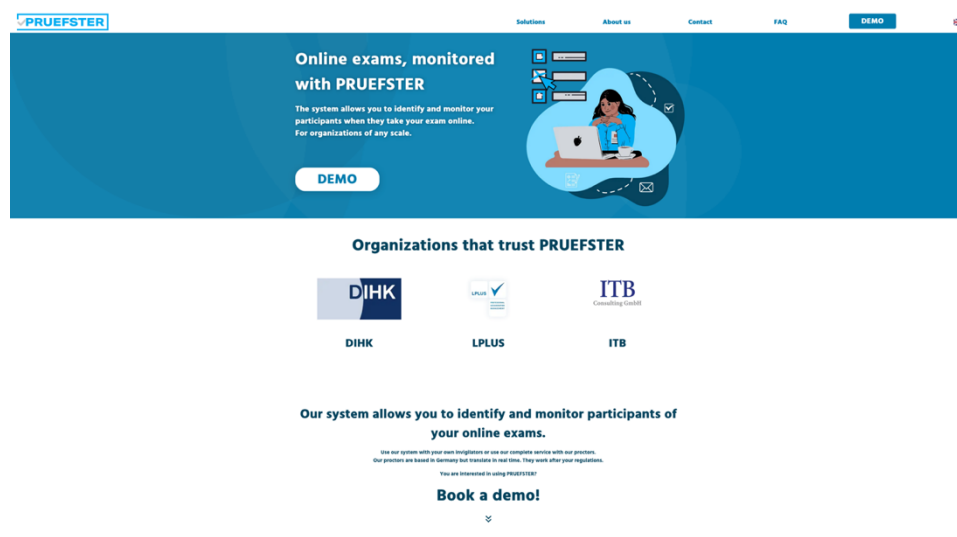 PRUEFSTER
Solutions
About us
Contact
FAQ
DEMO
Online exams, monitored
with PRUEFSTER
The system allows you to identify and monitor your
participants when they take your exam online.
For organizations of any scale.
DEMO
Organizations that trust PRUEFSTER
DIHK
LPLUS
ITB
Consulting GmbH
DIHK
LPLUS
ITB
Our system allows you to identify and monitor participants of
your online exams.
Use our system with your own invigilators or use our complete service with our proctors.
Our proctors are based in Germany but translate in real time. They work after your regulations.
You are interested in using PRUEFSTER?
Book a demo!